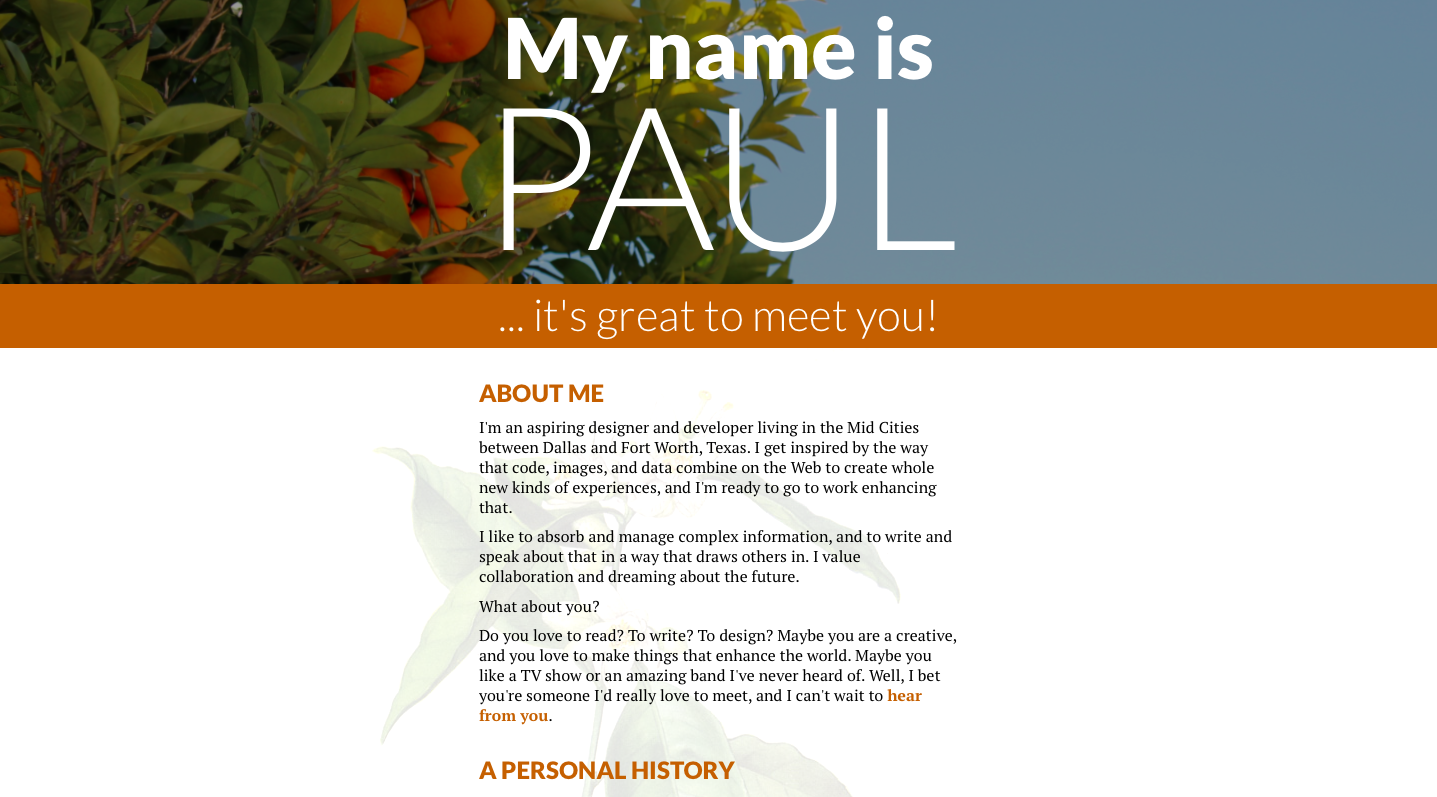 My name is
PAUL
... it's great to meet you!
ABOUT ME
I'm an aspiring designer and developer living in the Mid Cities
between Dallas and Fort Worth, Texas. I get inspired by the way
that code, images, and data combine on the Web to create whole
new kinds of experiences, and I'm ready to go to work enhancing
that.
I like to absorb and manage complex information, and to write and
speak about that in a way that draws others in. I value
collaboration and dreaming about the future.
What about you?
Do you love to read? To write? To design? Maybe you are a creative,
and you love to make things that enhance the world. Maybe you
like a TV show or an amazing band I've never heard of. Well, I bet
you're someone I'd really love to meet, and I can't wait to hear
from you.
A PERSONAL HISTORY